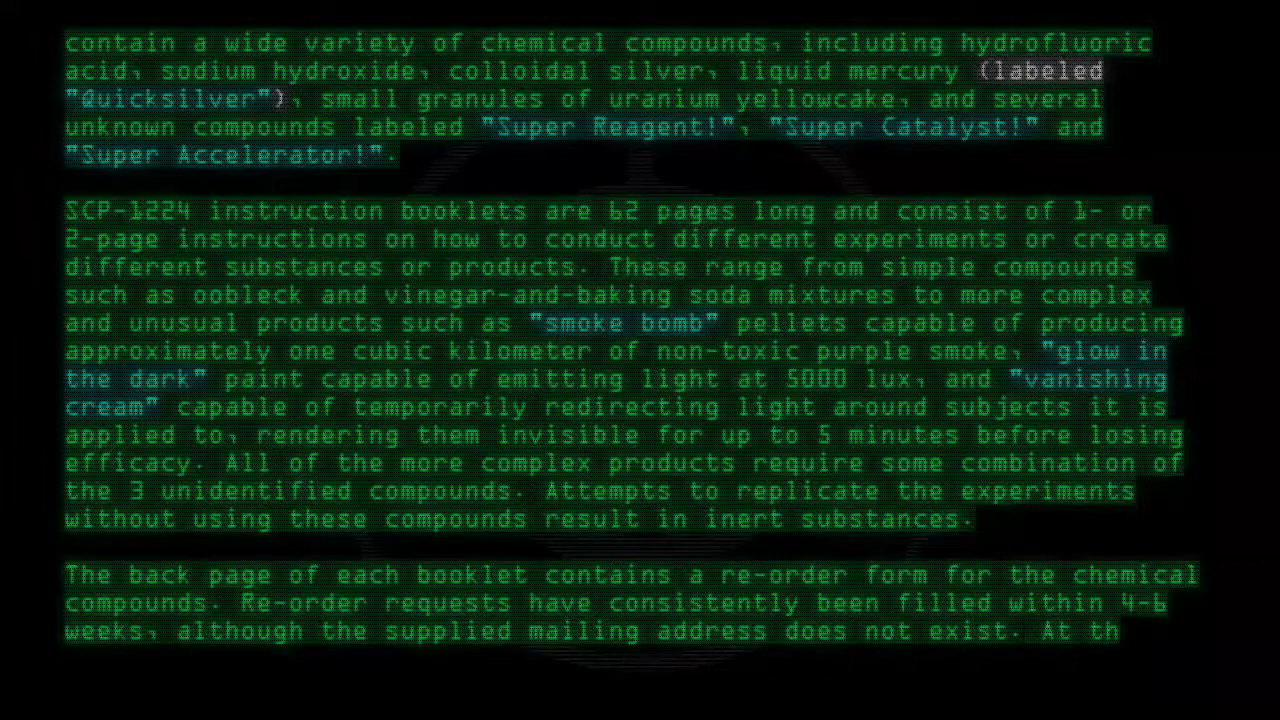 contain a wide variety of chemical compounds, including hydrofluoric
acid, sodium hydroxide, colloidal silver, liquid mercury (labeled
"Quicksilver"), small granules of uranium yellowcake, and several
unknown compounds labeled "Super Reagent!", "Super Catalyst!" and
"Super Accelerator!".
SCP-1224 instruction booklets are 62 pages long and consist of 1- or
2-page instructions on how to conduct different experiments or create
different substances or products. These range from simple compounds
such as oobleck and vinegar-and-baking soda mixtures to more complex
and unusual products such as "smoke bomb" pellets capable of producing
approximately one cubic kilometer of non-toxic purple smoke, "glow in
the dark" paint capable of emitting light at 5000 lux, and "vanishing
cream" capable of temporarily redirecting light around subjects it is
applied to, rendering them invisible for up to 5 minutes before losing
efficacy. All of the more complex products require some combination of
the 3 unidentified compounds. Attempts to replicate the experiments
without using these compounds result in inert substances.
The back page of each booklet contains a re-order form for the chemical
compounds. Re-order requests have consistently been filled within 4-6
weeks, although the supplied mailing address does not exist. At th